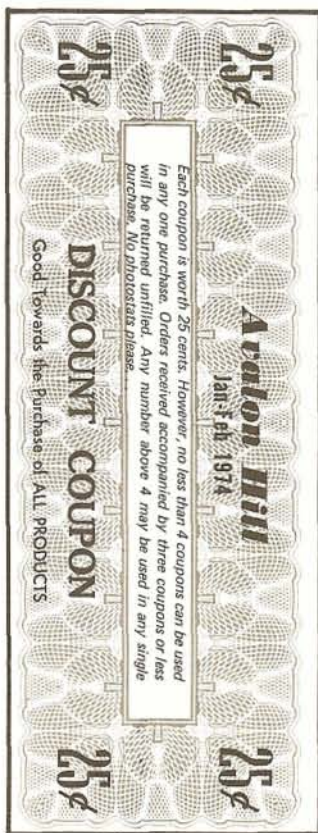 25¢ Avalon Hill 25¢
Jan-Feb 1974
Each coupon is worth 25 cents. However, no less than 4 coupons can be used
in any one purchase. Orders received accompanied by three coupons or less
will be returned unfilled. Any number above 4 may be used in any single
purchase. No photostats please.
25¢ DISCOUNT COUPON 25¢
Good Towards the Purchase of ALL PRODUCTS